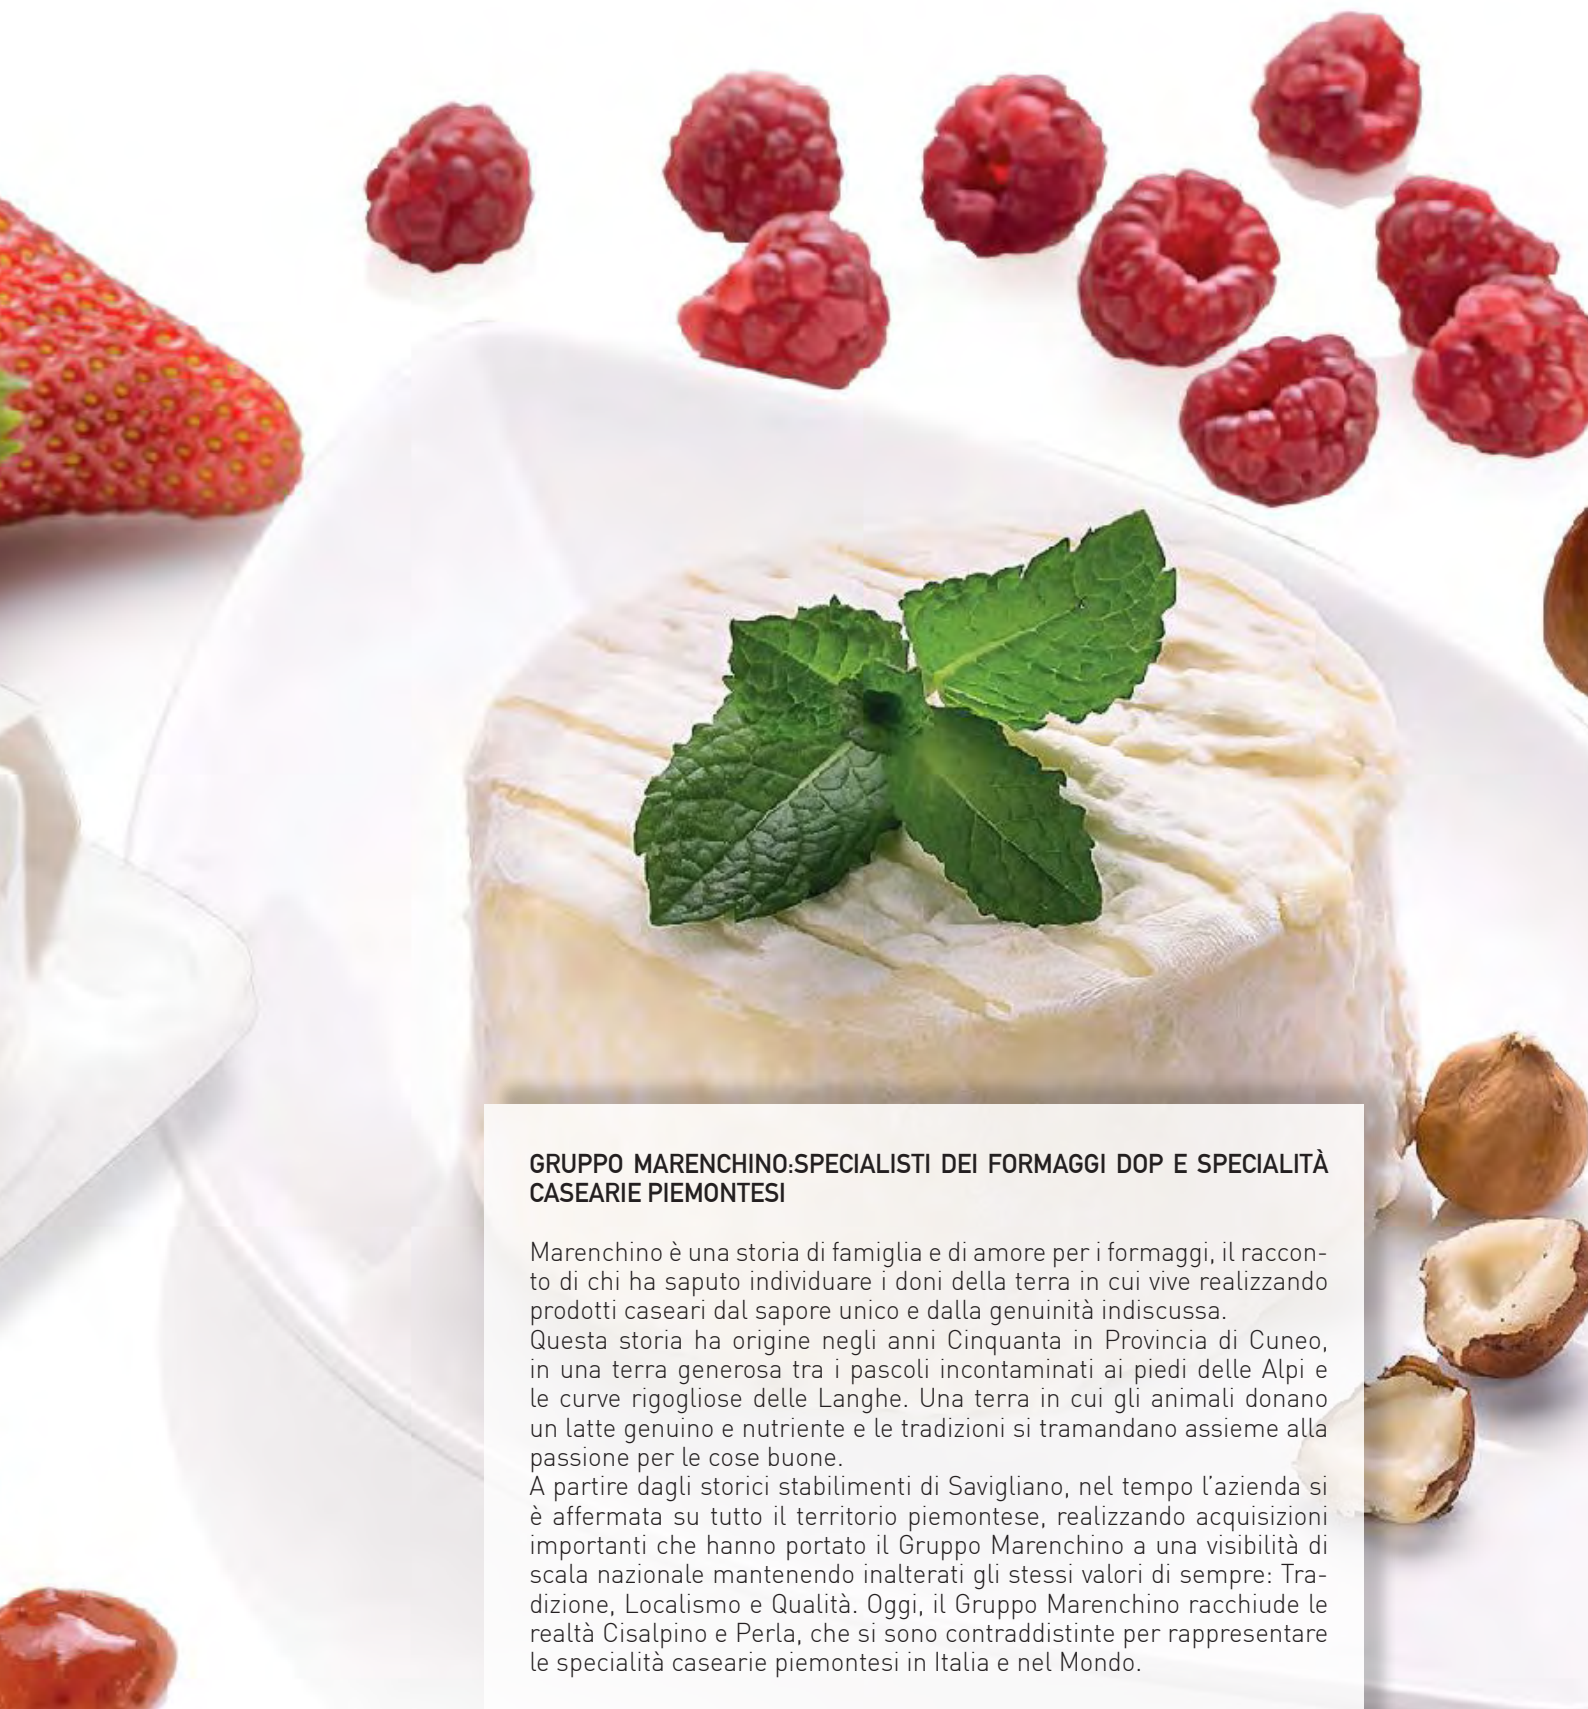 GRUPPO MARENCHINO:SPECIALISTI DEI FORMAGGI DOP E SPECIALITÀ
CASEARIE PIEMONTESI
Marenchino è una storia di famiglia e di amore per i formaggi, il raccon-
to di chi ha saputo individuare i doni della terra in cui vive realizzando
prodotti caseari dal sapore unico e dalla genuinità indiscussa.
Questa storia ha origine negli anni Cinquanta in Provincia di Cuneo,
in una terra generosa tra i pascoli incontaminati ai piedi delle Alpi e
le curve rigogliose delle Langhe. Una terra in cui gli animali donano
un latte genuino e nutriente e le tradizioni si tramandano assieme alla
passione per le cose buone.
A partire dagli storici stabilimenti di Savigliano, nel tempo l'azienda si
è affermata su tutto il territorio piemontese, realizzando acquisizioni
importanti che hanno portato il Gruppo Marenchino a una visibilità di
scala nazionale mantenendo inalterati gli stessi valori di sempre: Tra-
dizione, Localismo e Qualità. Oggi, il Gruppo Marenchino racchiude le
realtà Cisalpino e Perla, che si sono contraddistinte per rappresentare
le specialità casearie piemontesi in Italia e nel Mondo.